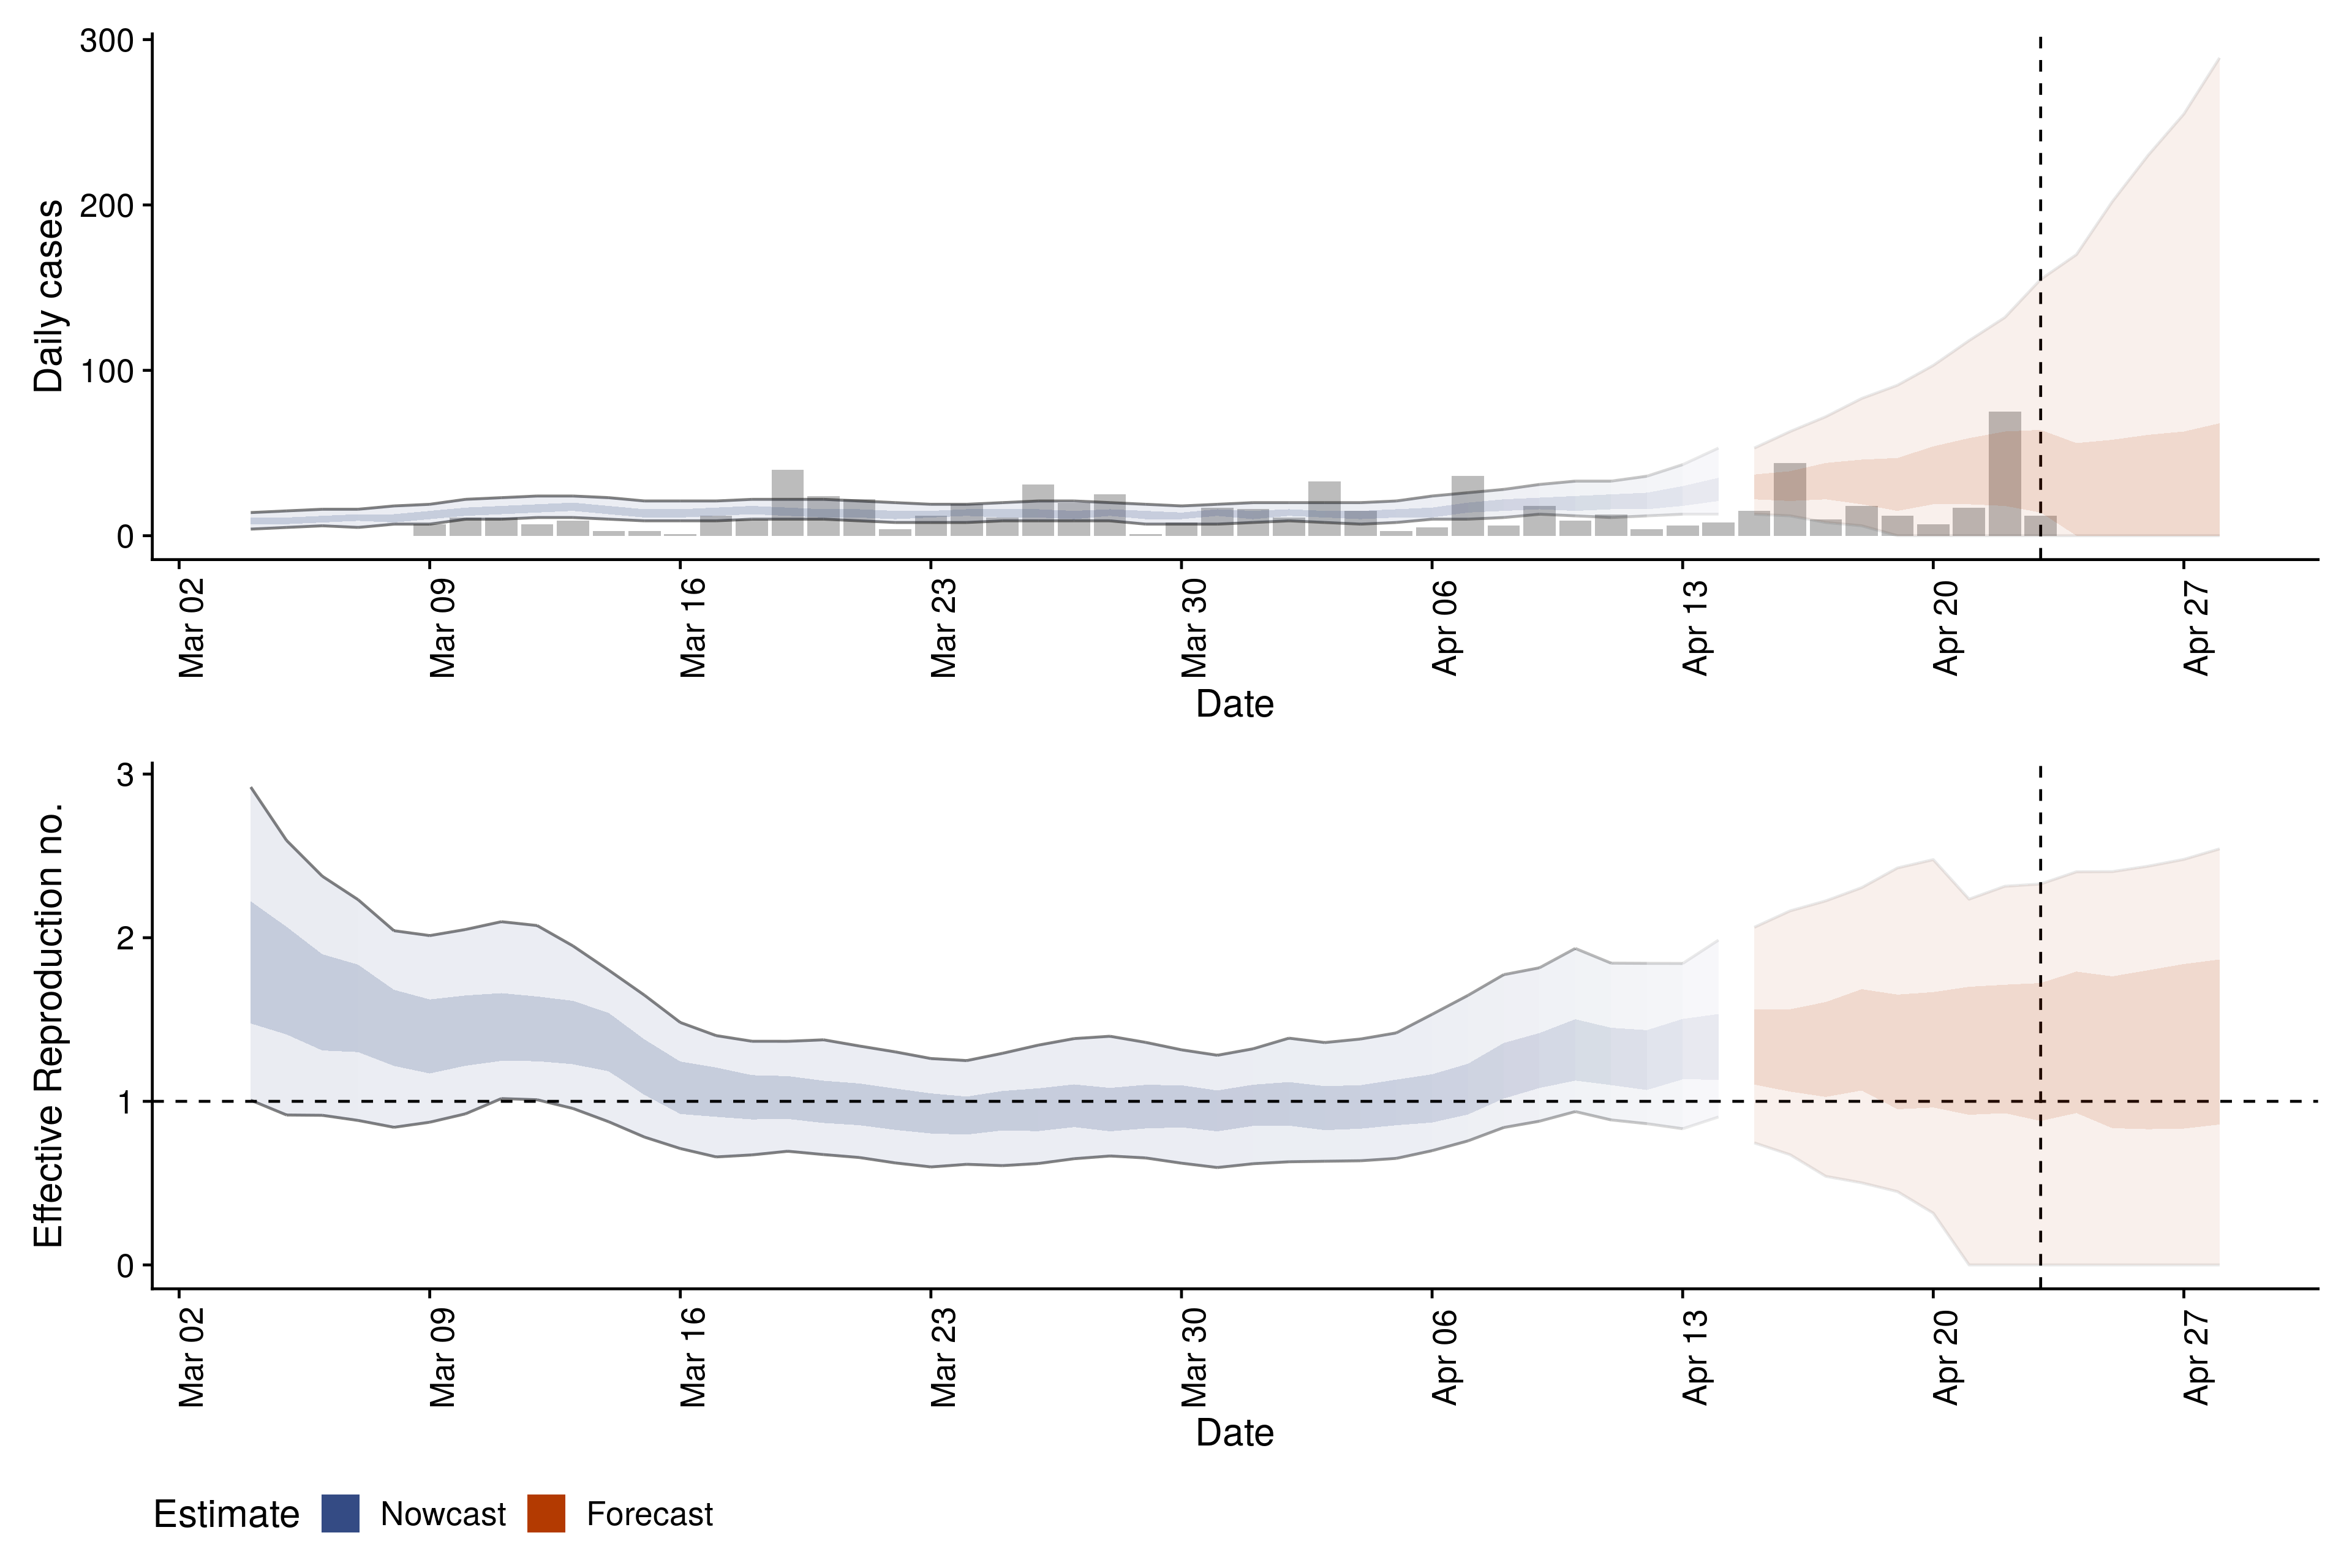 300
200
100
0
Daily cases
Mar 02
Mar 09
Mar 16
Mar 23
Mar 30
Apr 06
Apr 13
Apr 20
Apr 27
Date
3
2
1
0
Effective Reproduction no.
Mar 02
Mar 09
Mar 16
Mar 23
Mar 30
Apr 06
Apr 13
Apr 20
Apr 27
Date
Estimate Nowcast Forecast